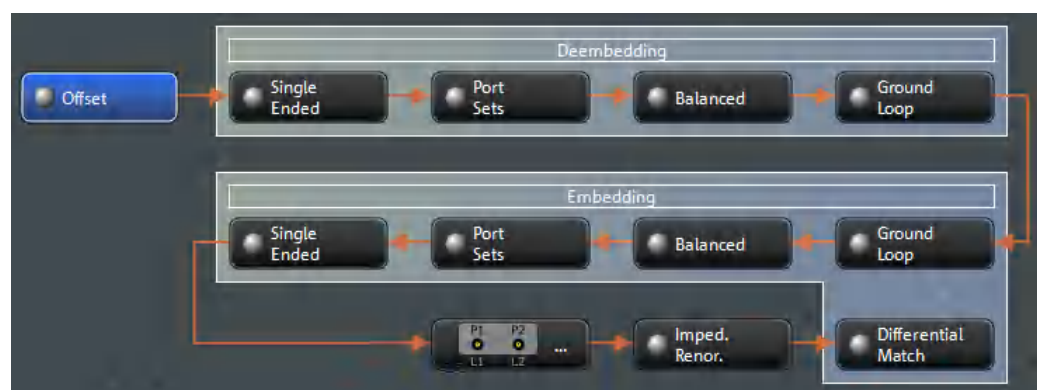 Deembedding
Offset
Single
Ended
Port
Sets
Balanced
Ground
Loop
Embedding
Single
Ended
Port
Sets
Balanced
Ground
Loop
P1 P2
L1 L2
...
Imped.
Renor.
Differential
Match